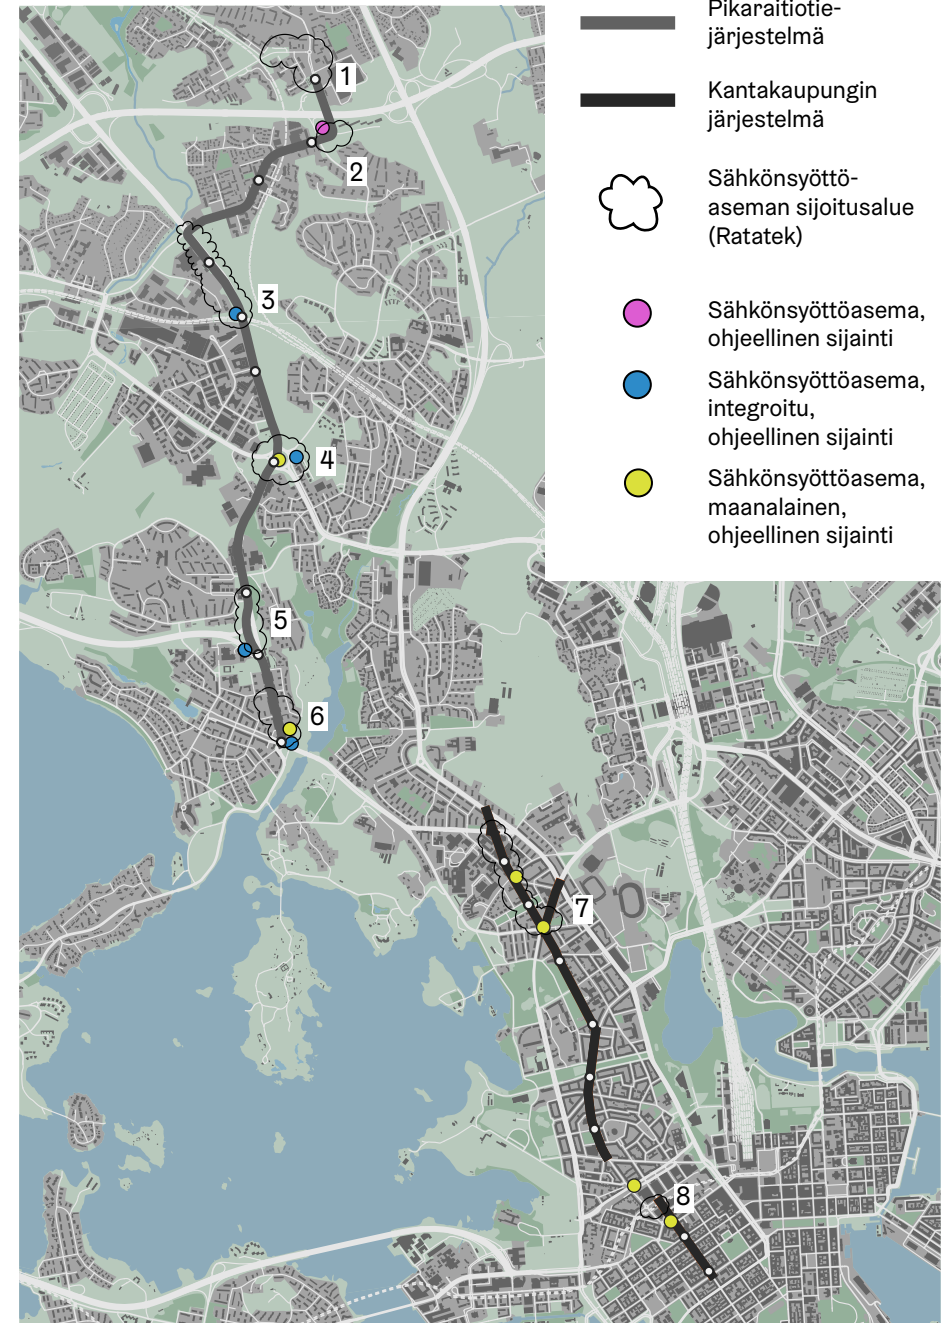 Pikaraitiotie-
järjestelmä
Kantakaupungin
järjestelmä
Sähkönsyöttö-
aseman sijoitusalue
(Ratatek)
Sähkönsyöttöasema,
ohjeellinen sijainti
Sähkönsyöttöasema,
integroitu,
ohjeellinen sijainti
Sähkönsyöttöasema,
maanalainen,
ohjeellinen sijainti
1
2
3
4
5
6
7
8